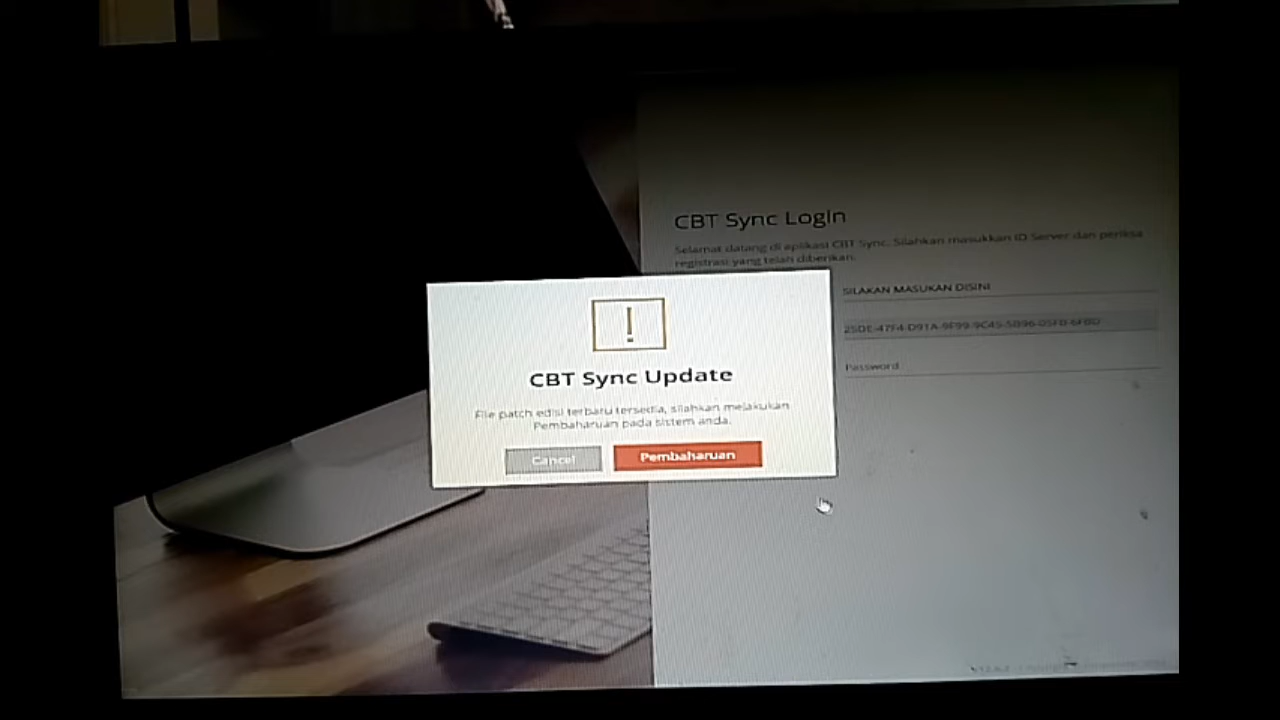 CBT Sync Login
Selamat datang di aplikasi CBT Sync. Silahkan masukkan ID Server dan periksa
registrasi yang telah diberikan.
SILAKAN MASUKAN DISINI
Password
!
CBT Sync Update
File patch edisi terbaru tersedia, silahkan melakukan
Pembaharuan pada sistem anda.
Cancel
Pembaharuan